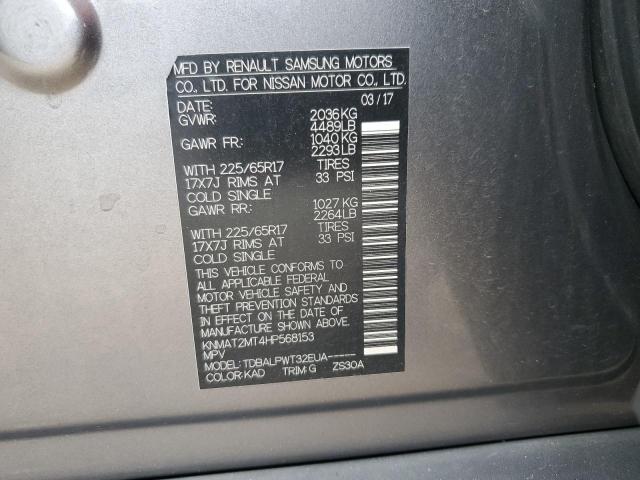 MFD BY RENAULT SAMSUNG MOTORS
CO., LTD. FOR NISSAN MOTOR CO., LTD.
DATE: 03/17
GVWR: 2036KG
4489LB
GAWR FR: 1040KG
2293LB
WITH 225/65R17 TIRES
17X7J RIMS AT 33 PSI
COLD SINGLE
GAWR RR: 1027KG
2264LB
WITH 225/65R17 TIRES
17X7J RIMS AT 33 PSI
COLD SINGLE
THIS VEHICLE CONFORMS TO
ALL APPLICABLE FEDERAL
MOTOR VEHICLE SAFETY AND
THEFT PREVENTION STANDARDS
IN EFFECT ON THE DATE OF
MANUFACTURE SHOWN ABOVE.
KNMAT2MT4HP568153
MPV
MODEL: TDBALPWT32EUA-----
COLOR:KAD TRIM:G ZS30A